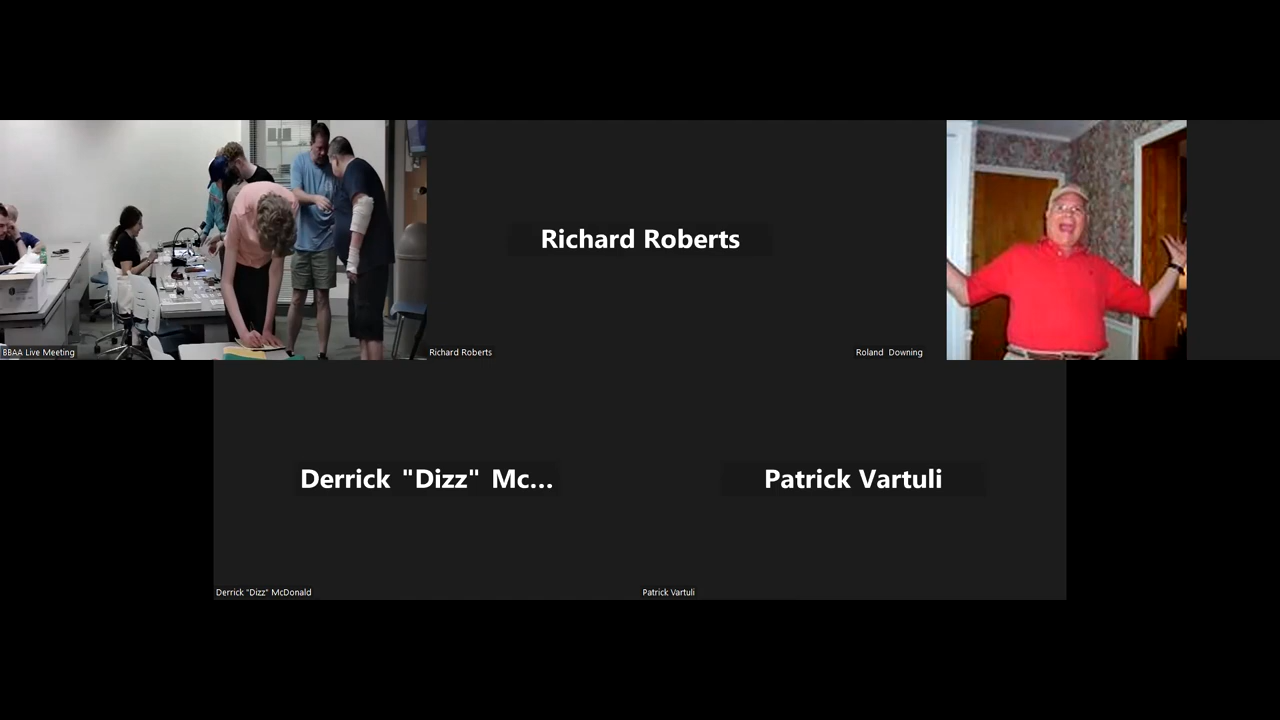 Richard Roberts
BBAA Live Meeting
Richard Roberts
Roland Downing
Derrick "Dizz" Mc...
Patrick Vartuli
Derrick "Dizz" McDonald
Patrick Vartuli